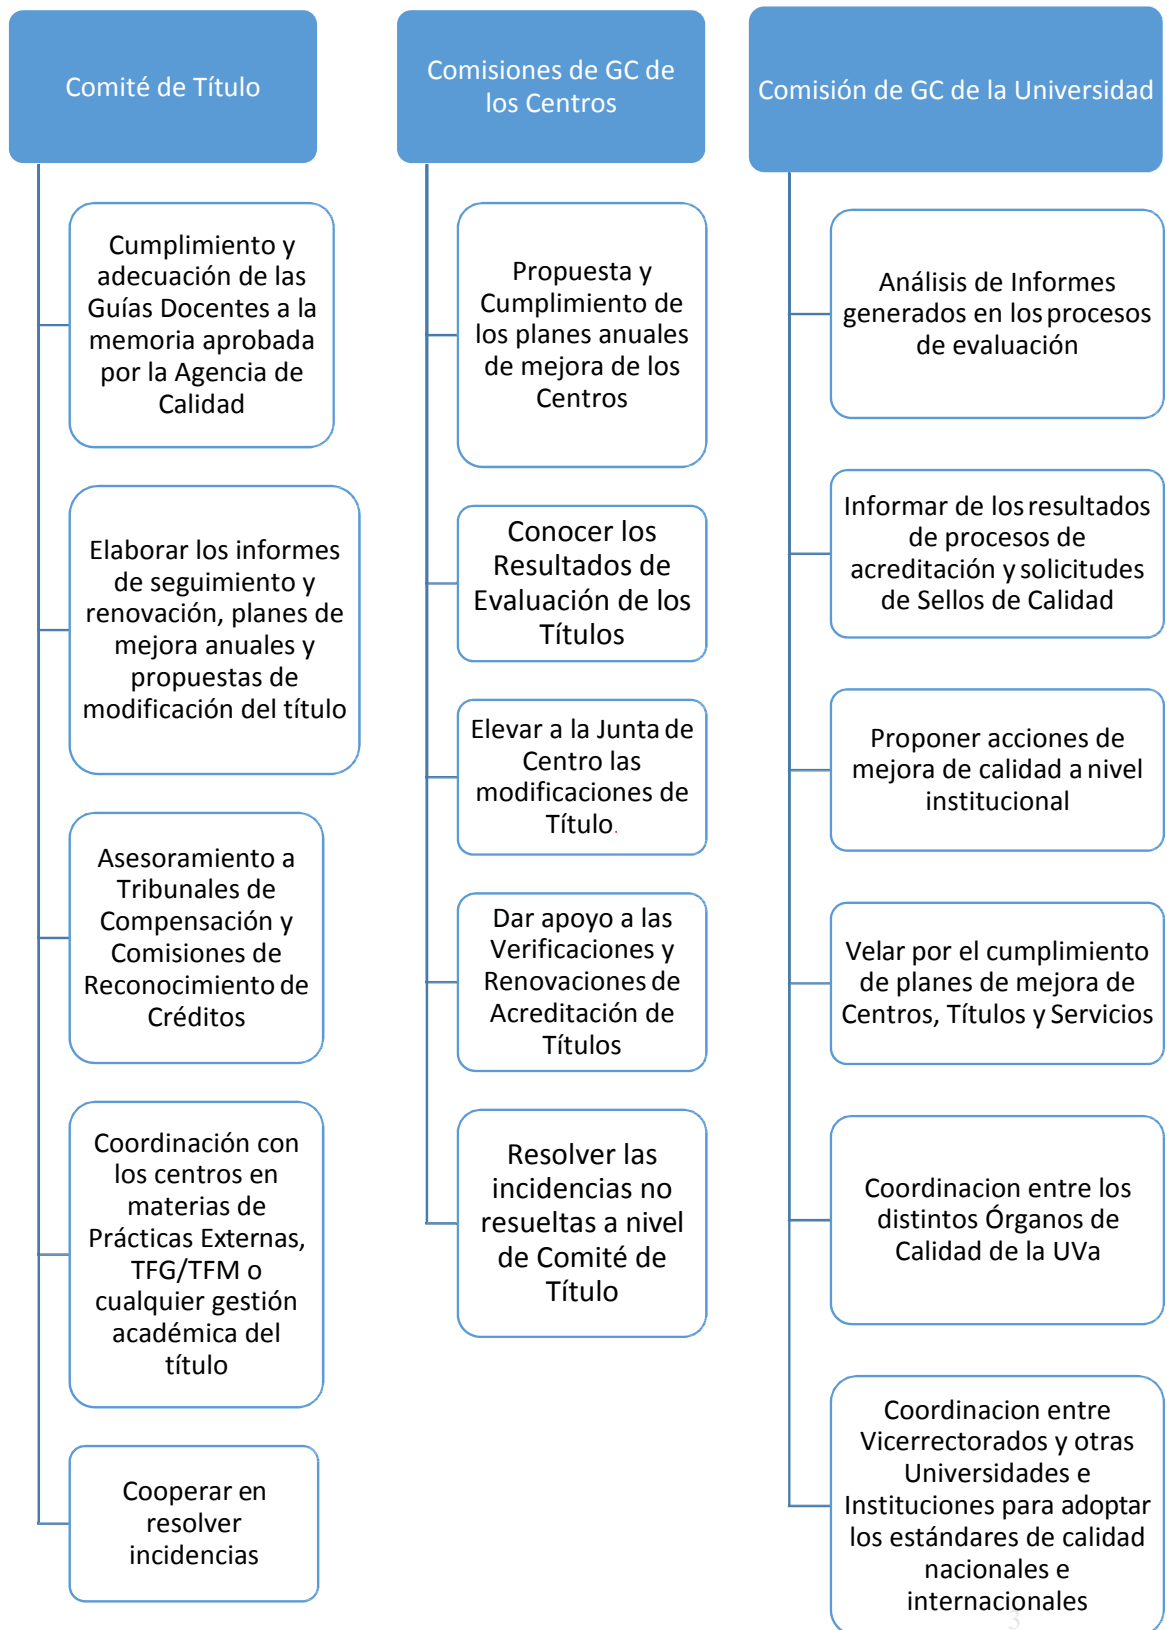 Comité de Título
Cumplimiento y
adecuación de las
Guías Docentes a la
memoria aprobada
por la Agencia de
Calidad
Elaborar los informes
de seguimiento y
renovación, planes de
mejora anuales y
propuestas de
modificación del título
Asesoramiento a
Tribunales de
Compensación y
Comisiones de
Reconocimiento de
Créditos
Coordinación con
los centros en
materias de
Prácticas Externas,
TFG/TFM o
cualquier gestión
académica del
título
Cooperar en
resolver
incidencias
Comisiones de GC de
los Centros
Propuesta y
Cumplimiento de
los planes anuales
de mejora de los
Centros
Conocer los
Resultados de
Evaluación de los
Títulos
Elevar a la Junta de
Centro las
modificaciones de
Título.
Dar apoyo a las
Verificaciones y
Renovaciones de
Acreditación de
Títulos
Resolver las
incidencias no
resueltas a nivel
de Comité de
Título
Comisión de GC de la Universidad
Análisis de Informes
generados en los procesos
de evaluación
Informar de los resultados
de procesos de
acreditación y solicitudes
de Sellos de Calidad
Proponer acciones de
mejora de calidad a nivel
institucional
Velar por el cumplimiento
de planes de mejora de
Centros, Títulos y Servicios
Coordinacion entre los
distintos Órganos de
Calidad de la UVa
Coordinacion entre
Vicerrectorados y otras
Universidades e
Instituciones para adoptar
los estándares de calidad
nacionales e
internacionales
3